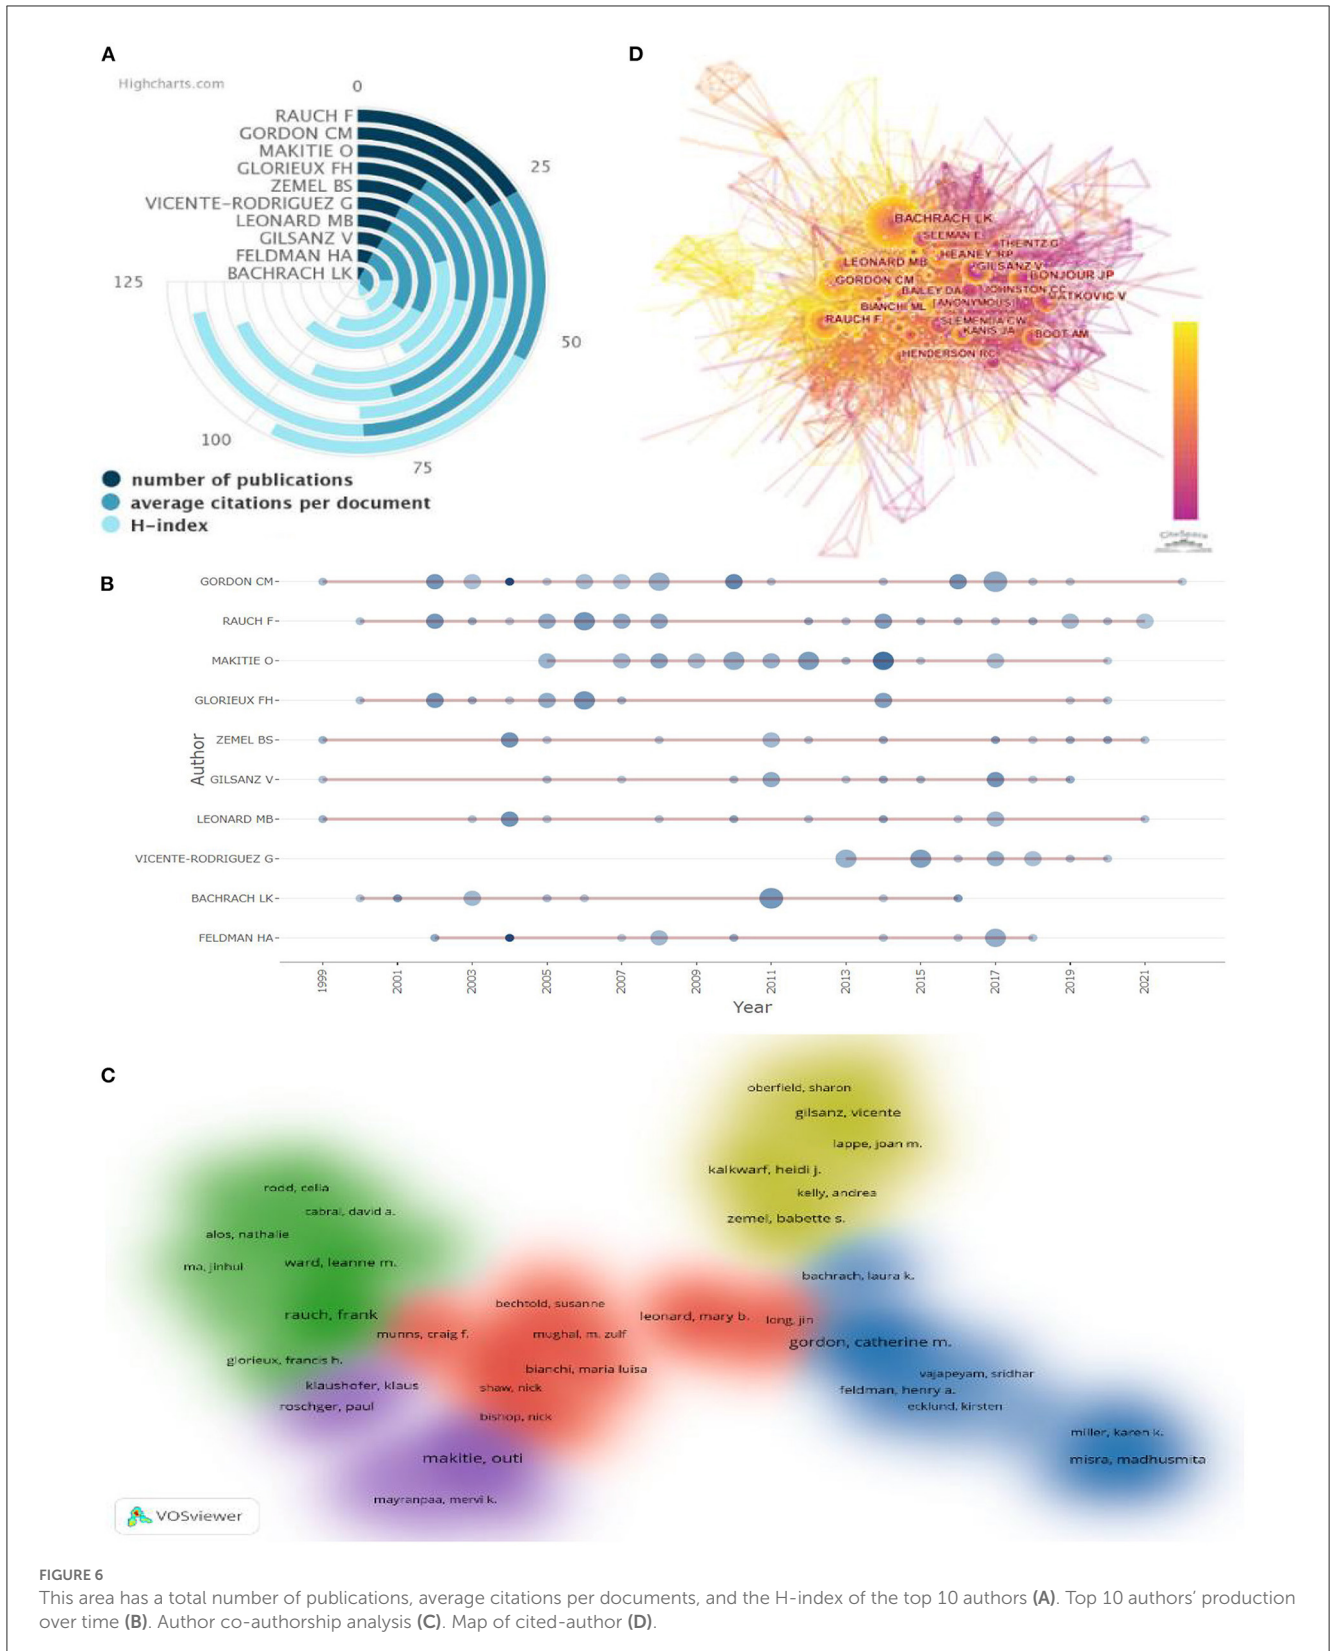 A
Highcharts.com
0
RAUCH F
GORDON CM
MAKITIE O
GLORIEUX FH
ZEMEL BS
VICENTE-RODRIGUEZ G
LEONARD MB
GILSANZ V
FELDMAN HA
BACHRACH LK
25
50
75
100
125
number of publications
average citations per document
H-index
D
BACHRACH LK
SEEMAN E
THEINTZ G
HEANEY RP
LEONARD MB
GILSANZ V
BONJOUR JP
GORDON CM
BAILEY DA
JOHNSTON CC
MATKOVIC V
BIANCHI ML
[ANONYMOUS]
RAUCH F
SLEMENDA CW
KANIS JA
BOOT AM
HENDERSON RC
CiteSpace
B
GORDON CM
RAUCH F
MAKITIE O
GLORIEUX FH
ZEMEL BS
GILSANZ V
LEONARD MB
VICENTE-RODRIGUEZ G
BACHRACH LK
FELDMAN HA
Author
1999 2001 2003 2005 2007 2009 2011 2013 2015 2017 2019 2021
Year
C
oberfield, sharon
gilsanz, vicente
lappe, joan m.
kalkwarf, heidi j.
kelly, andrea
zemel, babette s.
rodd, celia
cabral, david a.
alos, nathalie
ward, leanne m.
ma, jinhui
bachrach, laura k.
rauch, frank
bechtold, susanne
leonard, mary b.
long, jin
munns, craig f.
mughal, m. zulf
gordon, catherine m.
glorieux, francis h.
bianchi, maria luisa
vajapeyam, sridhar
klaushofer, klaus
shaw, nick
feldman, henry a.
roschger, paul
ecklund, kirsten
bishop, nick
miller, karen k.
makitie, outi
misra, madhusmita
mayranpaa, mervi k.
VOSviewer
FIGURE 6
This area has a total number of publications, average citations per documents, and the H-index of the top 10 authors (A). Top 10 authors' production
over time (B). Author co-authorship analysis (C). Map of cited-author (D).